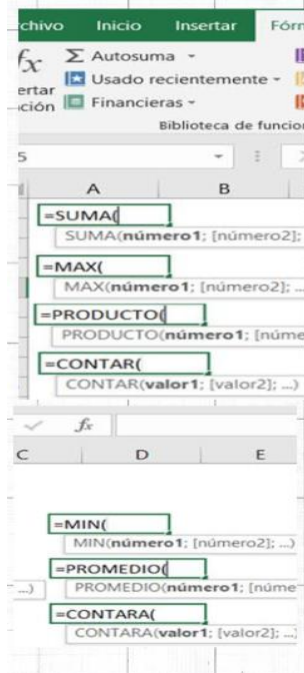 chivo Inicio Insertar Fór
fx Σ Autosuma
ertar Usado recientemente
ción Financieras
Biblioteca de funcion
5
A B
=SUMA(
SUMA(número1; [número2];
=MAX(
MAX(número1; [número2]; ...
=PRODUCTO(
PRODUCTO(número1; [núme
=CONTAR(
CONTAR(valor1; [valor2]; ...)
fx
C D E
=MIN(
MIN(número1; [número2]; ...)
=PROMEDIO(
...) PROMEDIO(número1; [núme
=CONTARA(
CONTARA(valor1; [valor2]; ...)